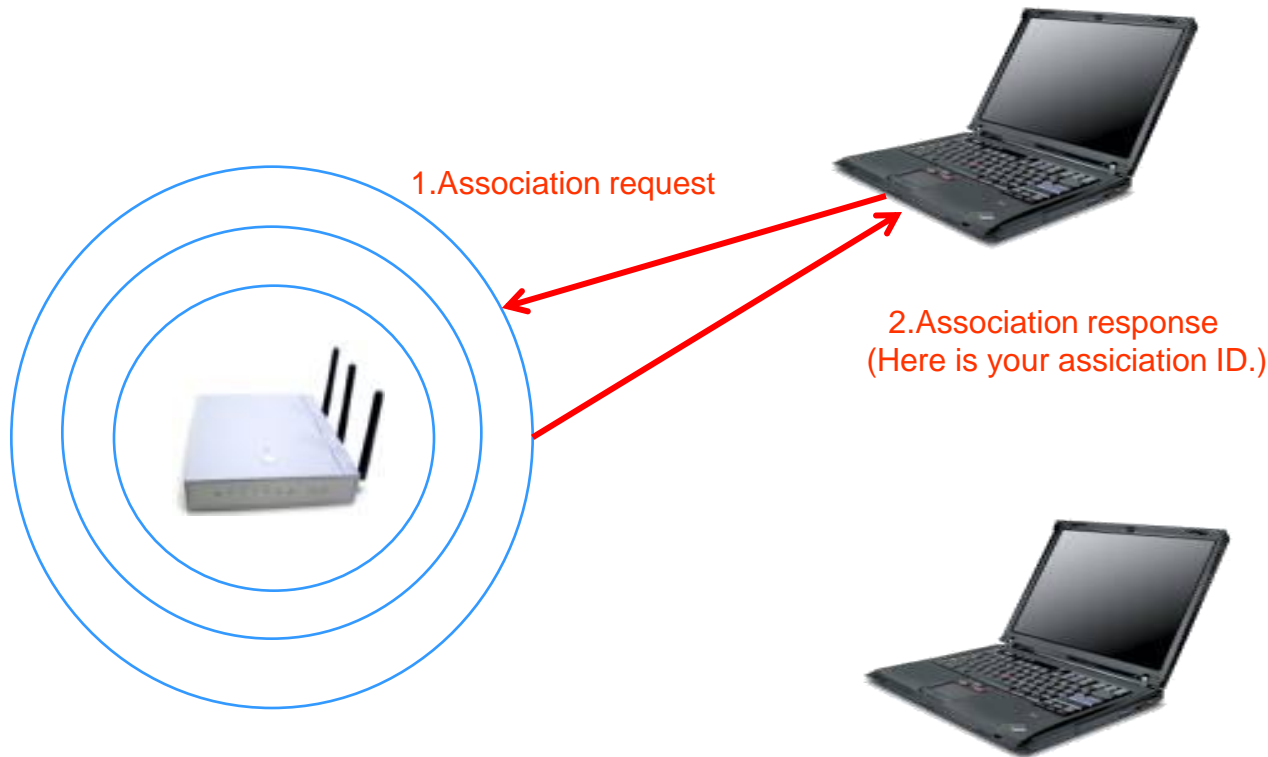 1.Association request
2.Association response
(Here is your assiciation ID.)